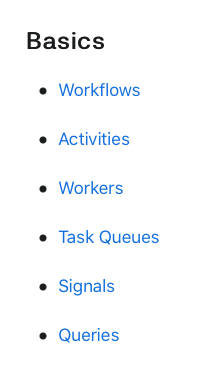 Basics
Workflows
Activities
Workers
Task Queues
Signals
Queries